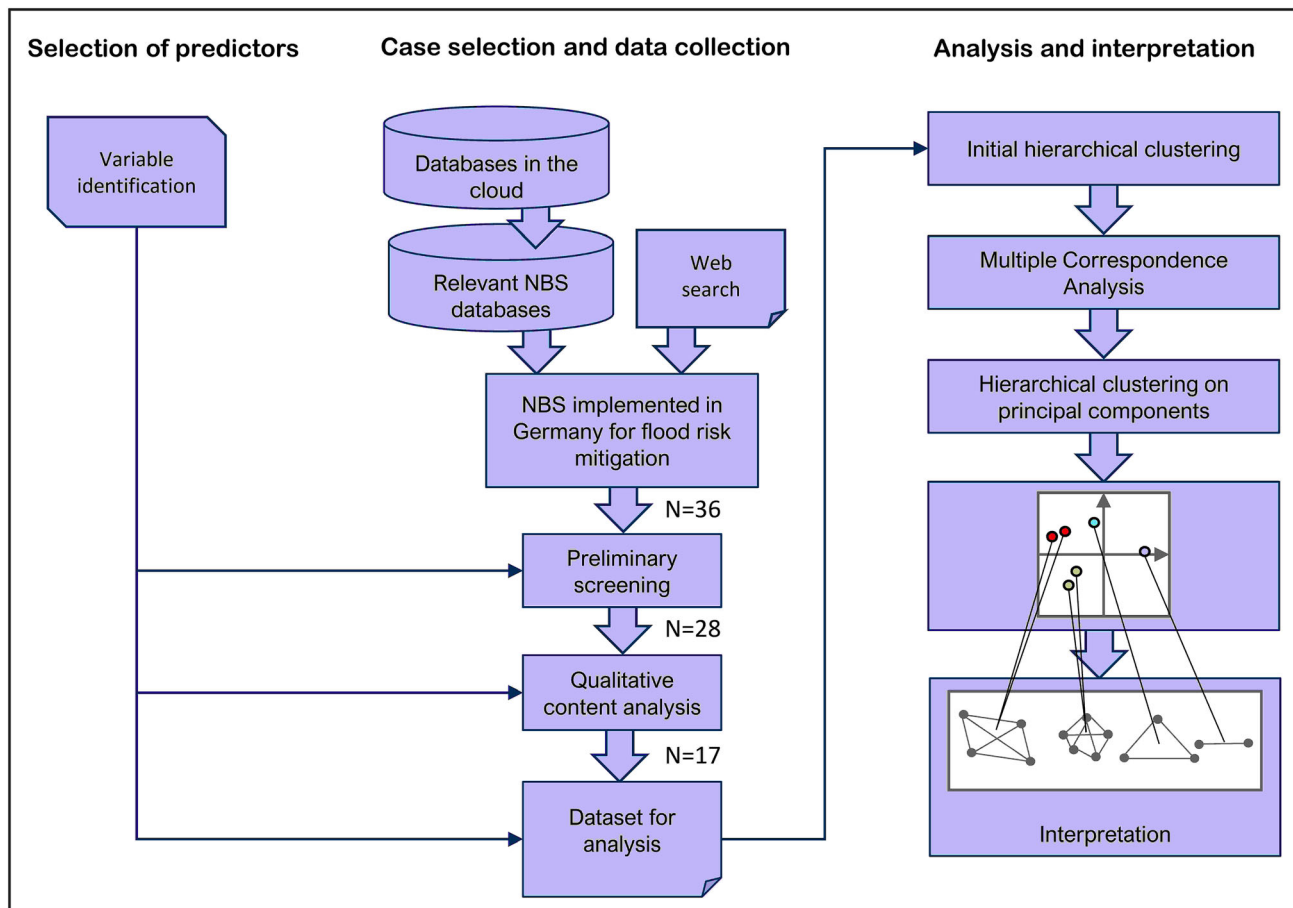 Selection of predictors
Variable
identification
Case selection and data collection
Databases in the
cloud
Relevant NBS
databases
Web
search
NBS implemented in
Germany for flood risk
mitigation
N=36
Preliminary
screening
N=28
Qualitative
content analysis
N=17
Dataset for
analysis
Analysis and interpretation
Initial hierarchical clustering
Multiple Correspondence
Analysis
Hierarchical clustering on
principal components
Interpretation